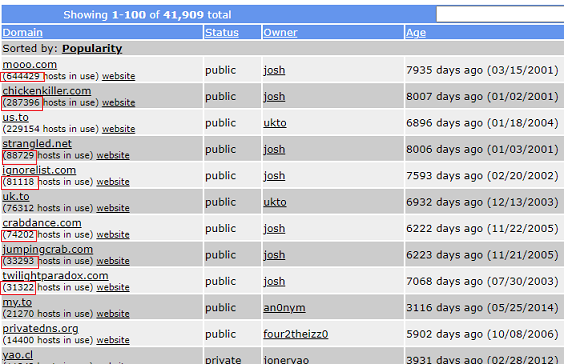 Showing 1-100 of 41,909 total
Domain Status Owner Age
Sorted by: Popularity
mooo.com
(644429 hosts in use) website public josh 7935 days ago (03/15/2001)
chickenkiller.com
(287396 hosts in use) website public josh 8007 days ago (01/02/2001)
us.to
(229154 hosts in use) website public ukto 6896 days ago (01/18/2004)
strangled.net
(88729 hosts in use) website public josh 8006 days ago (01/03/2001)
ignorelist.com
(81118 hosts in use) website public josh 7593 days ago (02/20/2002)
uk.to
(76312 hosts in use) website public ukto 6932 days ago (12/13/2003)
crabdance.com
(74202 hosts in use) website public josh 6222 days ago (11/22/2005)
jumpingcrab.com
(33293 hosts in use) website public josh 6223 days ago (11/21/2005)
twilightparadox.com
(31322 hosts in use) website public josh 7068 days ago (07/30/2003)
my.to
(21270 hosts in use) website public an0nym 3116 days ago (05/25/2014)
privatedns.org
(14400 hosts in use) website public four2theizz0 5902 days ago (10/08/2006)
yao.cl
private joneryao 3931 days ago (02/28/2012)